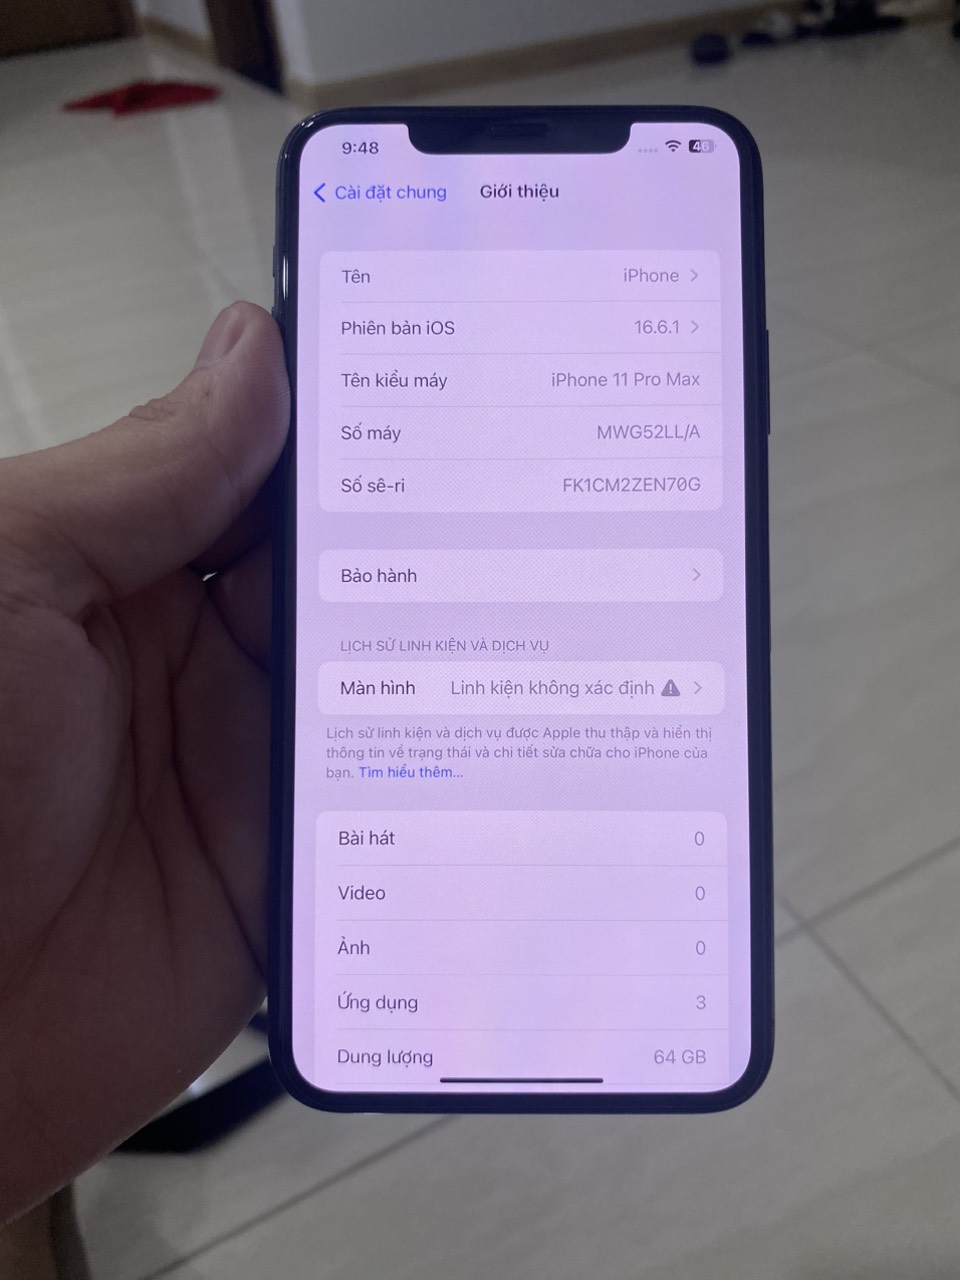 9:48
46
Cài đặt chung Giới thiệu
Tên iPhone
Phiên bản iOS 16.6.1
Tên kiểu máy iPhone 11 Pro Max
Số máy MWG52LL/A
Số sê-ri FK1CM2ZEN70G
Bảo hành
LỊCH SỬ LINH KIỆN VÀ DỊCH VỤ
Màn hình Linh kiện không xác định
Lịch sử linh kiện và dịch vụ được Apple thu thập và hiển thị
thông tin về trạng thái và chi tiết sửa chữa cho iPhone của
bạn. Tìm hiểu thêm...
Bài hát 0
Video 0
Ảnh 0
Ứng dụng 3
Dung lượng 64 GB